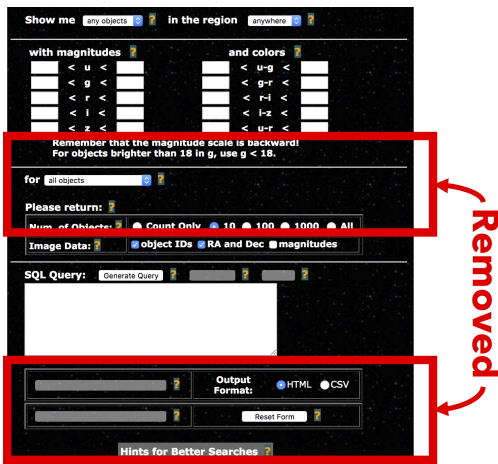 Show me any objects ? in the region anywhere ?
with magnitudes ? and colors ?
< u < < u-g <
< g < < g-r <
< r < < r-i <
< i < < i-z <
< z < < u-r <
Remember that the magnitude scale is backward!
For objects brighter than 18 in g, use g < 18.
for all objects ?
Please return: ?
Num. of Objects: ? Count Only 10 100 1000 All
Image Data: ? object IDs RA and Dec magnitudes
SQL Query: Generate Query ? ? ?
? Output Format: HTML CSV
? Reset Form ?
Hints for Better Searches ?
Removed